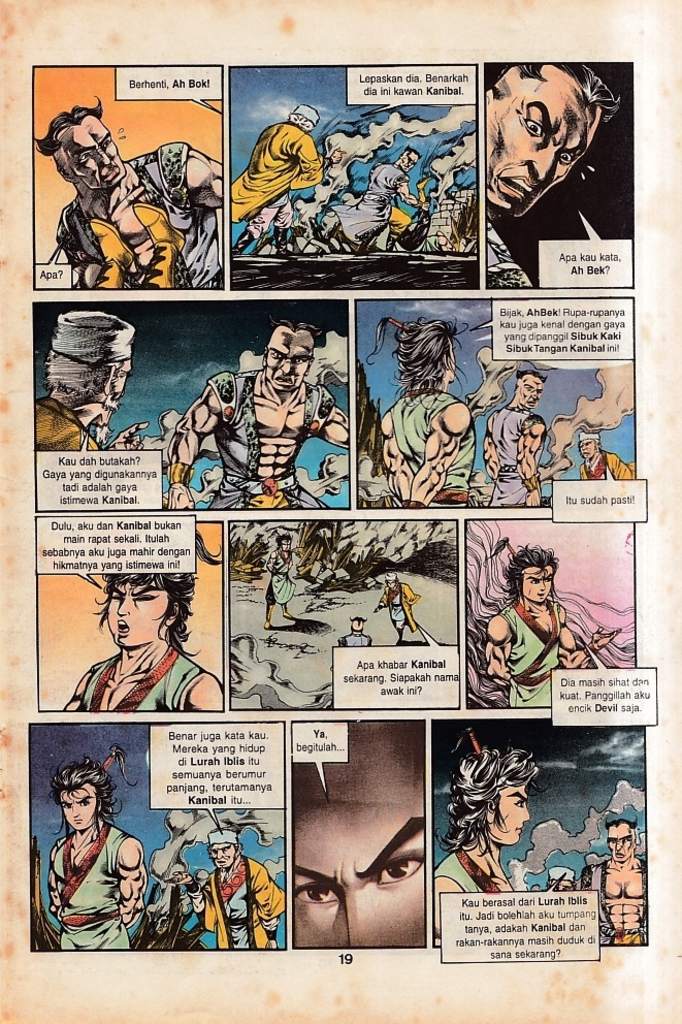 Berhenti, Ah Bok!
Apa?
Lepaskan dia. Benarkah
dia ini kawan Kanibal.
Apa kau kata,
Ah Bek?
Kau dah butakah?
Gaya yang digunakannya
tadi adalah gaya
istimewa Kanibal.
Bijak, AhBek! Rupa-rupanya
kau juga kenal dengan gaya
yang dipanggil Sibuk Kaki
Sibuk Tangan Kanibal ini!
Itu sudah pasti!
Dulu, aku dan Kanibal bukan
main rapat sekali. Itulah
sebabnya aku juga mahir dengan
hikmatnya yang istimewa ini!
Apa khabar Kanibal
sekarang. Siapakah nama
awak ini?
Dia masih sihat dan
kuat. Panggillah aku
encik Devil saja.
Benar juga kata kau.
Mereka yang hidup
di Lurah Iblis itu
semuanya berumur
panjang, terutamanya
Kanibal itu...
Ya,
begitulah...
Kau berasal dari Lurah Iblis
itu. Jadi bolehlah aku tumpang
tanya, adakah Kanibal dan
rakan-rakannya masih duduk di
sana sekarang?
19